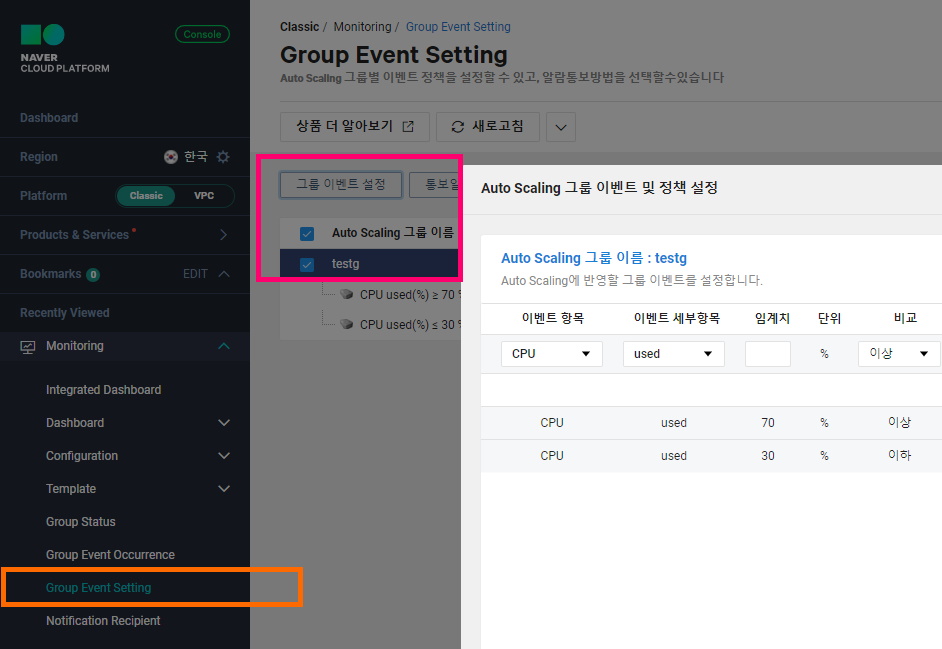 NAVER
CLOUD PLATFORM
Console
Dashboard
Region 한국
Platform Classic VPC
Products & Services
Bookmarks 0 EDIT
Recently Viewed
Monitoring
Integrated Dashboard
Dashboard
Configuration
Template
Group Status
Group Event Occurrence
Group Event Setting
Notification Recipient
Classic / Monitoring / Group Event Setting
Group Event Setting
Auto Scaling 그룹별 이벤트 정책을 설정할 수 있고, 알람통보방법을 선택할수있습니다
상품 더 알아보기 새로고침
그룹 이벤트 설정 통보일
Auto Scaling 그룹 이름
testg
CPU used(%) ≥ 70 %
CPU used(%) ≤ 30 %
Auto Scaling 그룹 이벤트 및 정책 설정
Auto Scaling 그룹 이름 : testg
Auto Scaling에 반영할 그룹 이벤트를 설정합니다.
이벤트 항목 이벤트 세부항목 임계치 단위 비교
CPU used % 이상
CPU used 70 % 이상
CPU used 30 % 이하